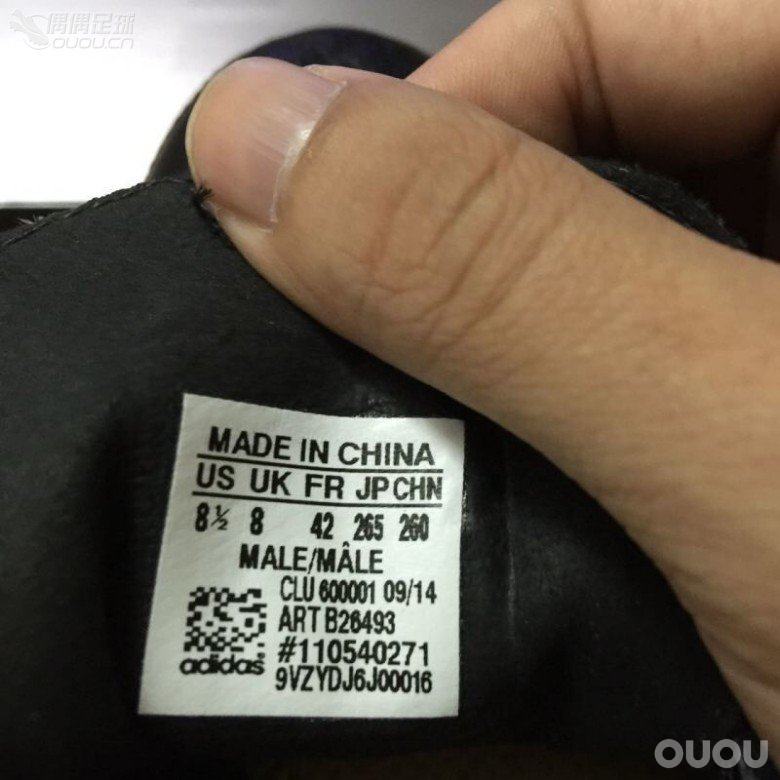 偶偶足球
OUOU.CN
MADE IN CHINA
US UK FR JP CHN
8½ 8 42 265 260
MALE/MÂLE
CLU 600001 09/14
ART B26493
#110540271
adidas
9VZYDJ6J00016
OUOU